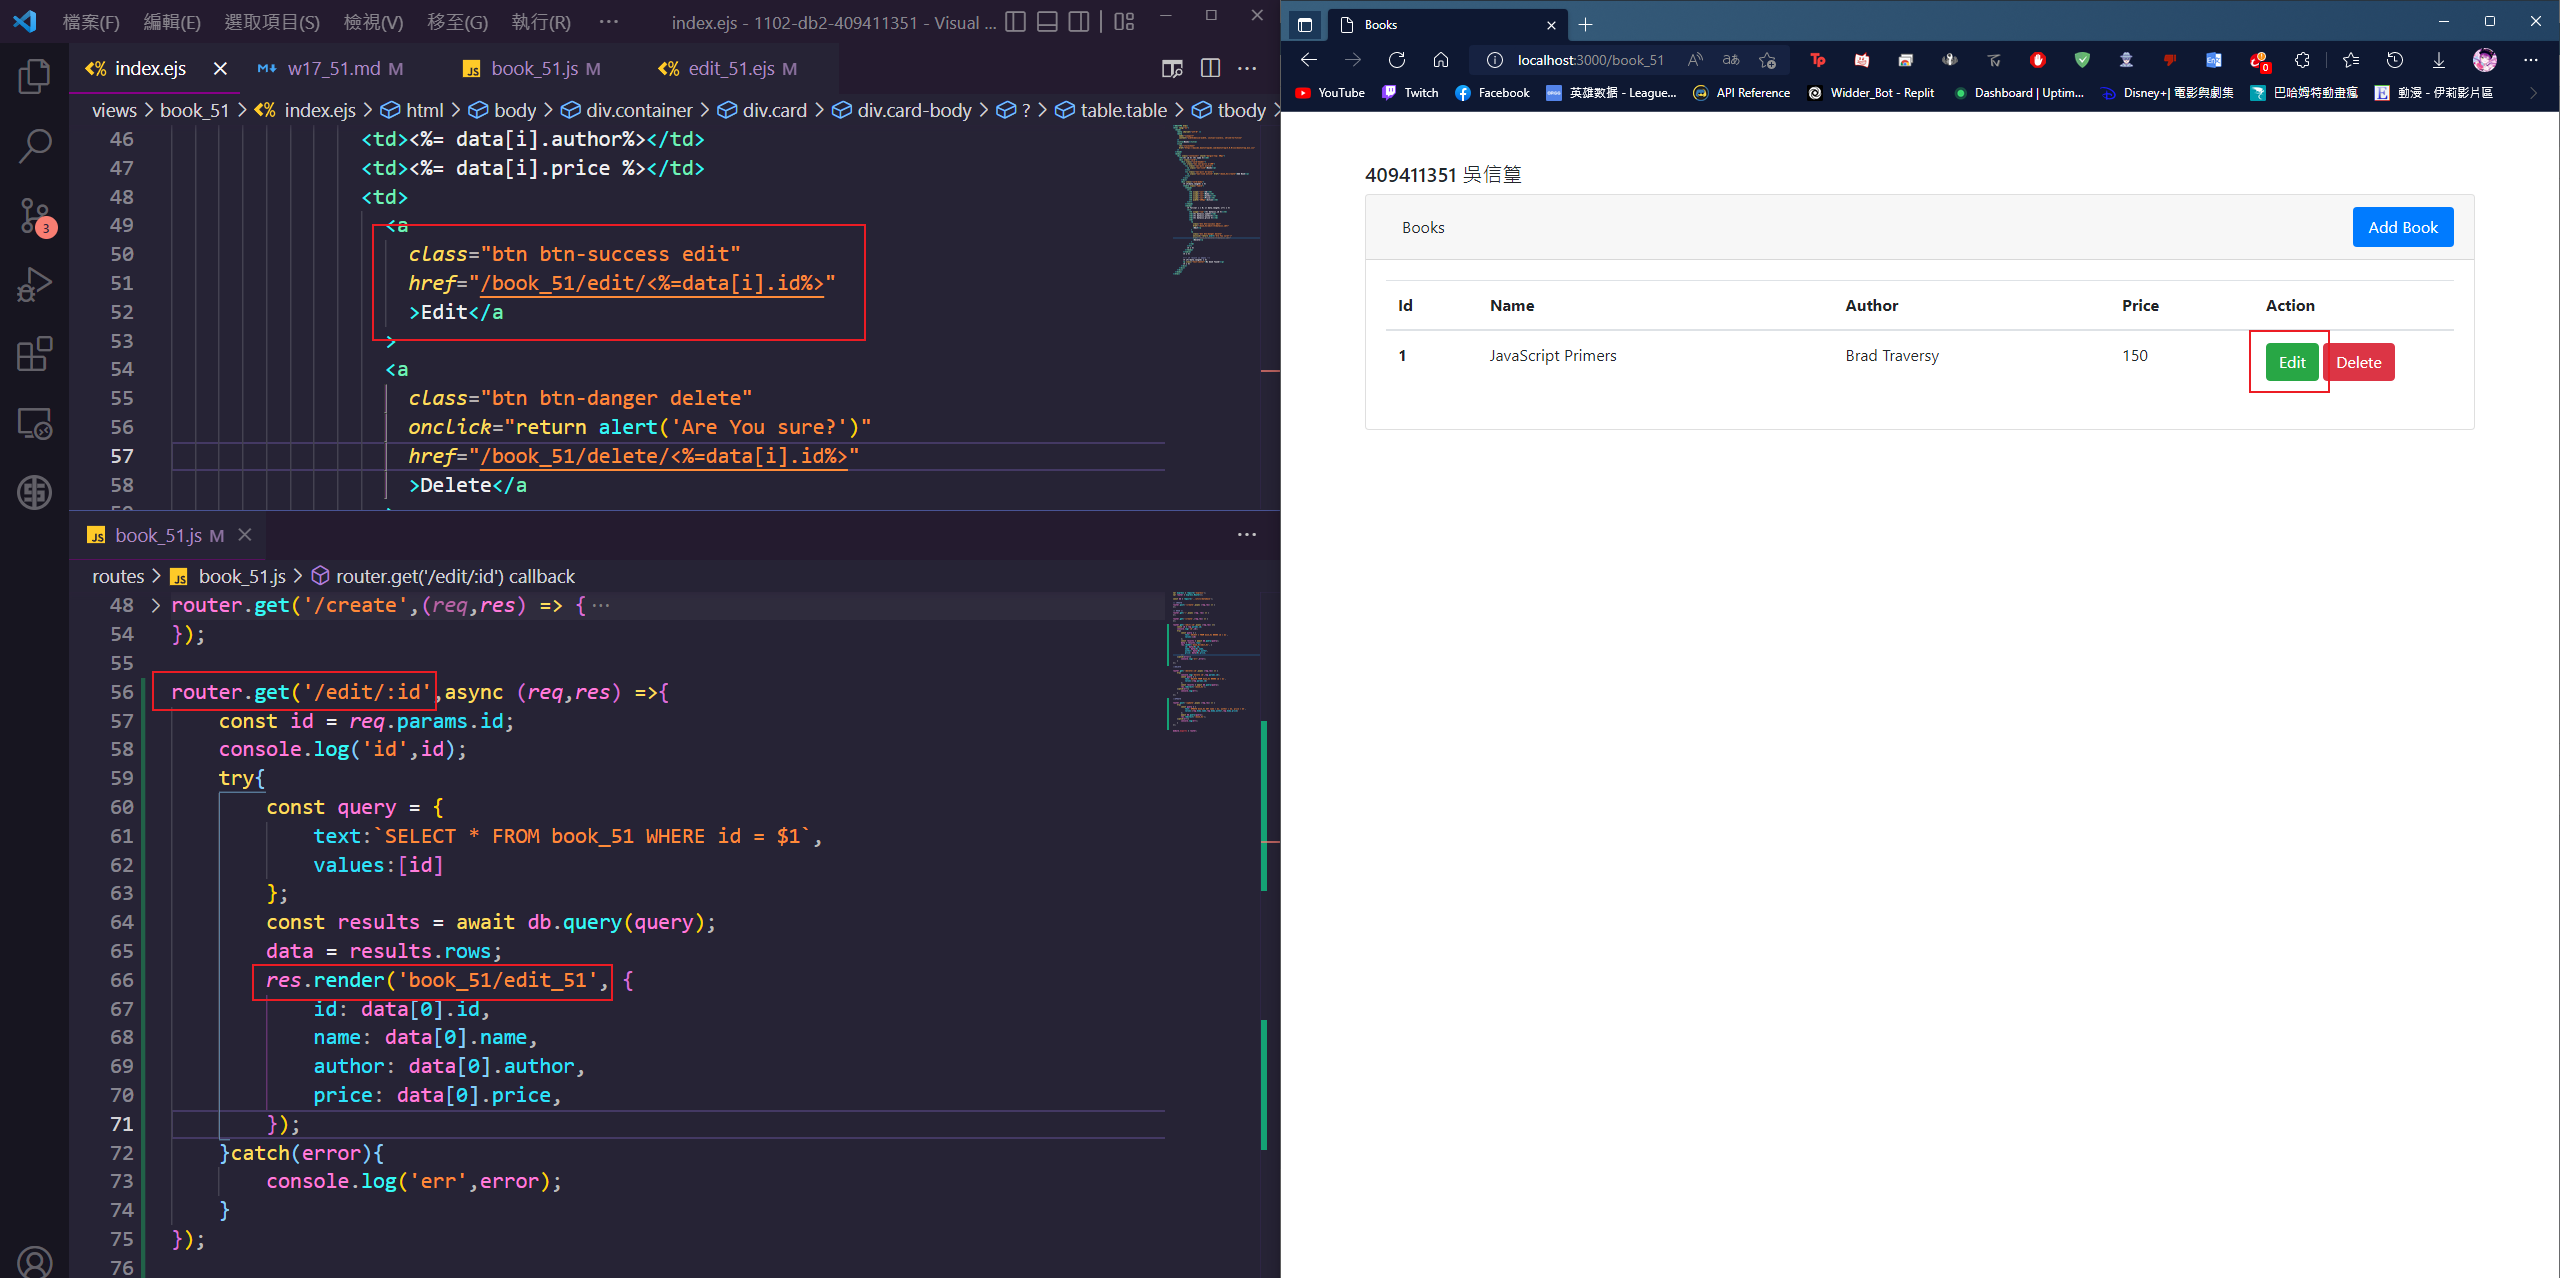 檔案(F) 編輯(E) 選取項目(S) 檢視(V) 移至(G) 執行(R) ··· index.ejs - 1102-db2-409411351 - Visual ...
index.ejs w17_51.md M book_51.js M edit_51.ejs M
views > book_51 > index.ejs > html > body > div.container > div.card > div.card-body > ? > table.table > tbody >
3
46 <td><%= data[i].author%></td>
47 <td><%= data[i].price %></td>
48 <td>
49 <a
50 class="btn btn-success edit"
51 href="/book_51/edit/<%=data[i].id%>"
52 >Edit</a
53 >
54 <a
55 class="btn btn-danger delete"
56 onclick="return alert('Are You sure?')"
57 href="/book_51/delete/<%=data[i].id%>"
58 >Delete</a
book_51.js M
routes > book_51.js > router.get('/edit/:id') callback
48 router.get('/create',(req,res) => {···
54 });
55
56 router.get('/edit/:id',async (req,res) =>{
57 const id = req.params.id;
58 console.log('id',id);
59 try{
60 const query = {
61 text:`SELECT * FROM book_51 WHERE id = $1`,
62 values:[id]
63 };
64 const results = await db.query(query);
65 data = results.rows;
66 res.render('book_51/edit_51', {
67 id: data[0].id,
68 name: data[0].name,
69 author: data[0].author,
70 price: data[0].price,
71 });
72 }catch(error){
73 console.log('err',error);
74 }
75 });
76
Books
localhost:3000/book_51
YouTube Twitch Facebook 英雄数据 - League... API Reference Widder_Bot - Replit Dashboard | Uptim... Disney+| 電影與劇集 巴哈姆特動畫瘋 動漫 - 伊莉影片區
409411351 吳信篁
Books Add Book
Id Name Author Price Action
1 JavaScript Primers Brad Traversy 150 Edit Delete